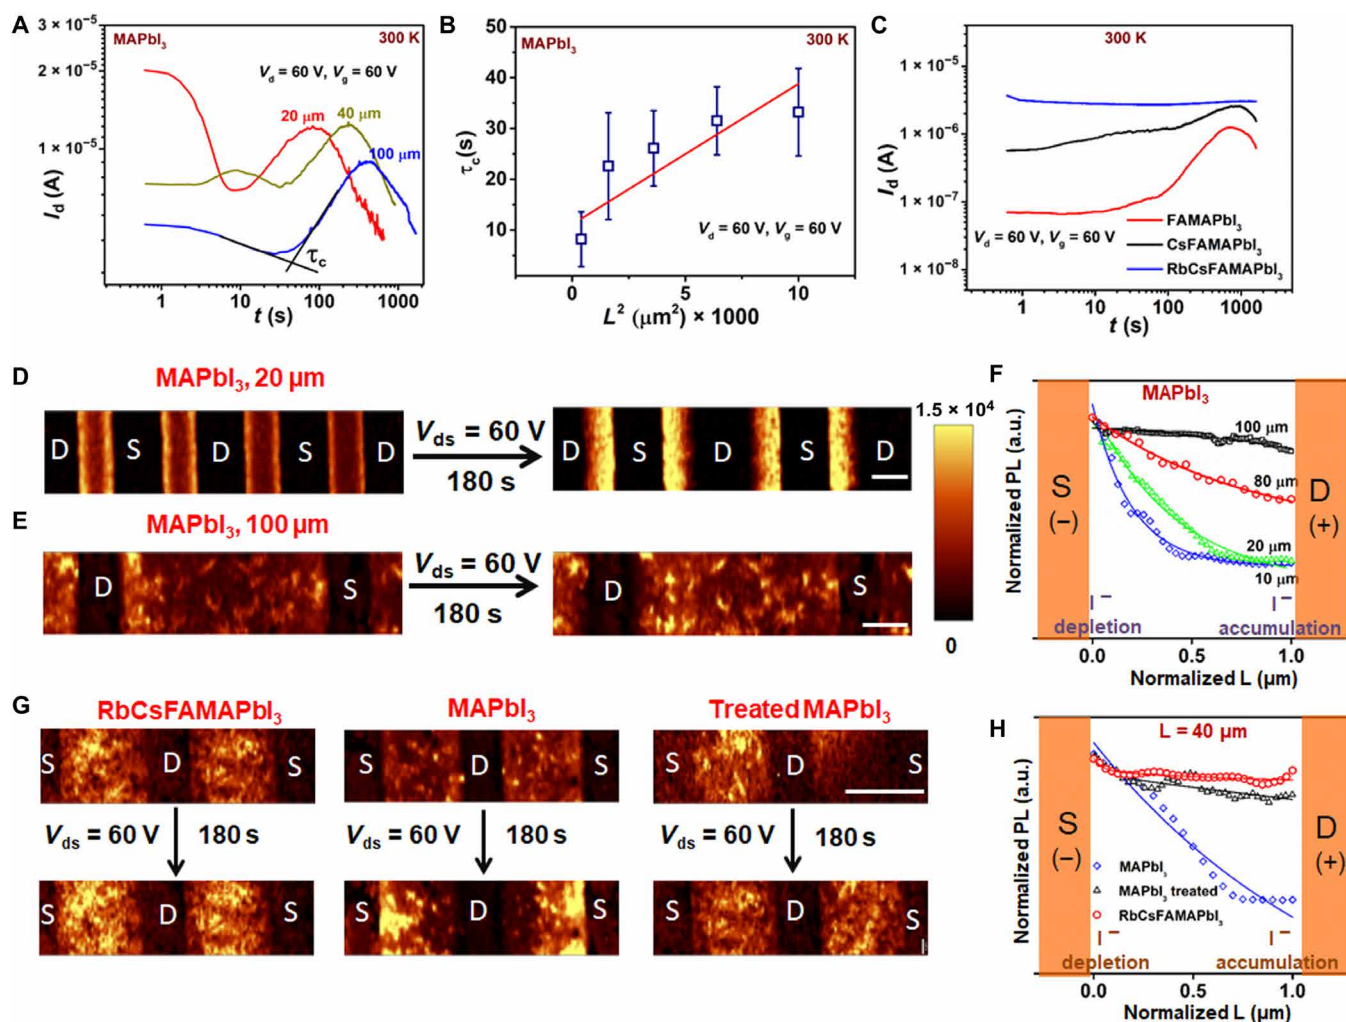 A
MAPbI₃
300 K
V_d = 60 V, V_g = 60 V
3 × 10⁻⁵
2 × 10⁻⁵
1 × 10⁻⁵
20 μm
40 μm
100 μm
τ_c
I_d (A)
1 10 100 1000
t (s)
B
MAPbI₃
300 K
50
40
30
20
10
τ_c(s)
V_d = 60 V, V_g = 60 V
0 5 10
L² (μm²) × 1000
C
300 K
1 × 10⁻⁵
1 × 10⁻⁶
1 × 10⁻⁷
1 × 10⁻⁸
I_d (A)
V_d = 60 V, V_g = 60 V
FAMAPbI₃
CsFAMAPbI₃
RbCsFAMAPbI₃
1 10 100 1000
t (s)
D
MAPbI₃, 20 μm
D S D S D
V_ds = 60 V
180 s
D S D S D
1.5 × 10⁴
0
E
MAPbI₃, 100 μm
D S
V_ds = 60 V
180 s
D S
F
MAPbI₃
100 μm
80 μm
20 μm
10 μm
S
(−)
D
(+)
I⁻ I⁻
depletion accumulation
Normalized PL (a.u.)
0.0 0.5 1.0
Normalized L (μm)
G
RbCsFAMAPbI₃ MAPbI₃ Treated MAPbI₃
S D S S D S S D S
V_ds = 60 V 180 s V_ds = 60 V 180 s V_ds = 60 V 180 s
S D S S D S S D S
H
L = 40 μm
S
(−)
D
(+)
MAPbI₃
MAPbI₃ treated
RbCsFAMAPbI₃
I⁻ I⁻
depletion accumulation
Normalized PL (a.u.)
0.0 0.5 1.0
Normalized L (μm)